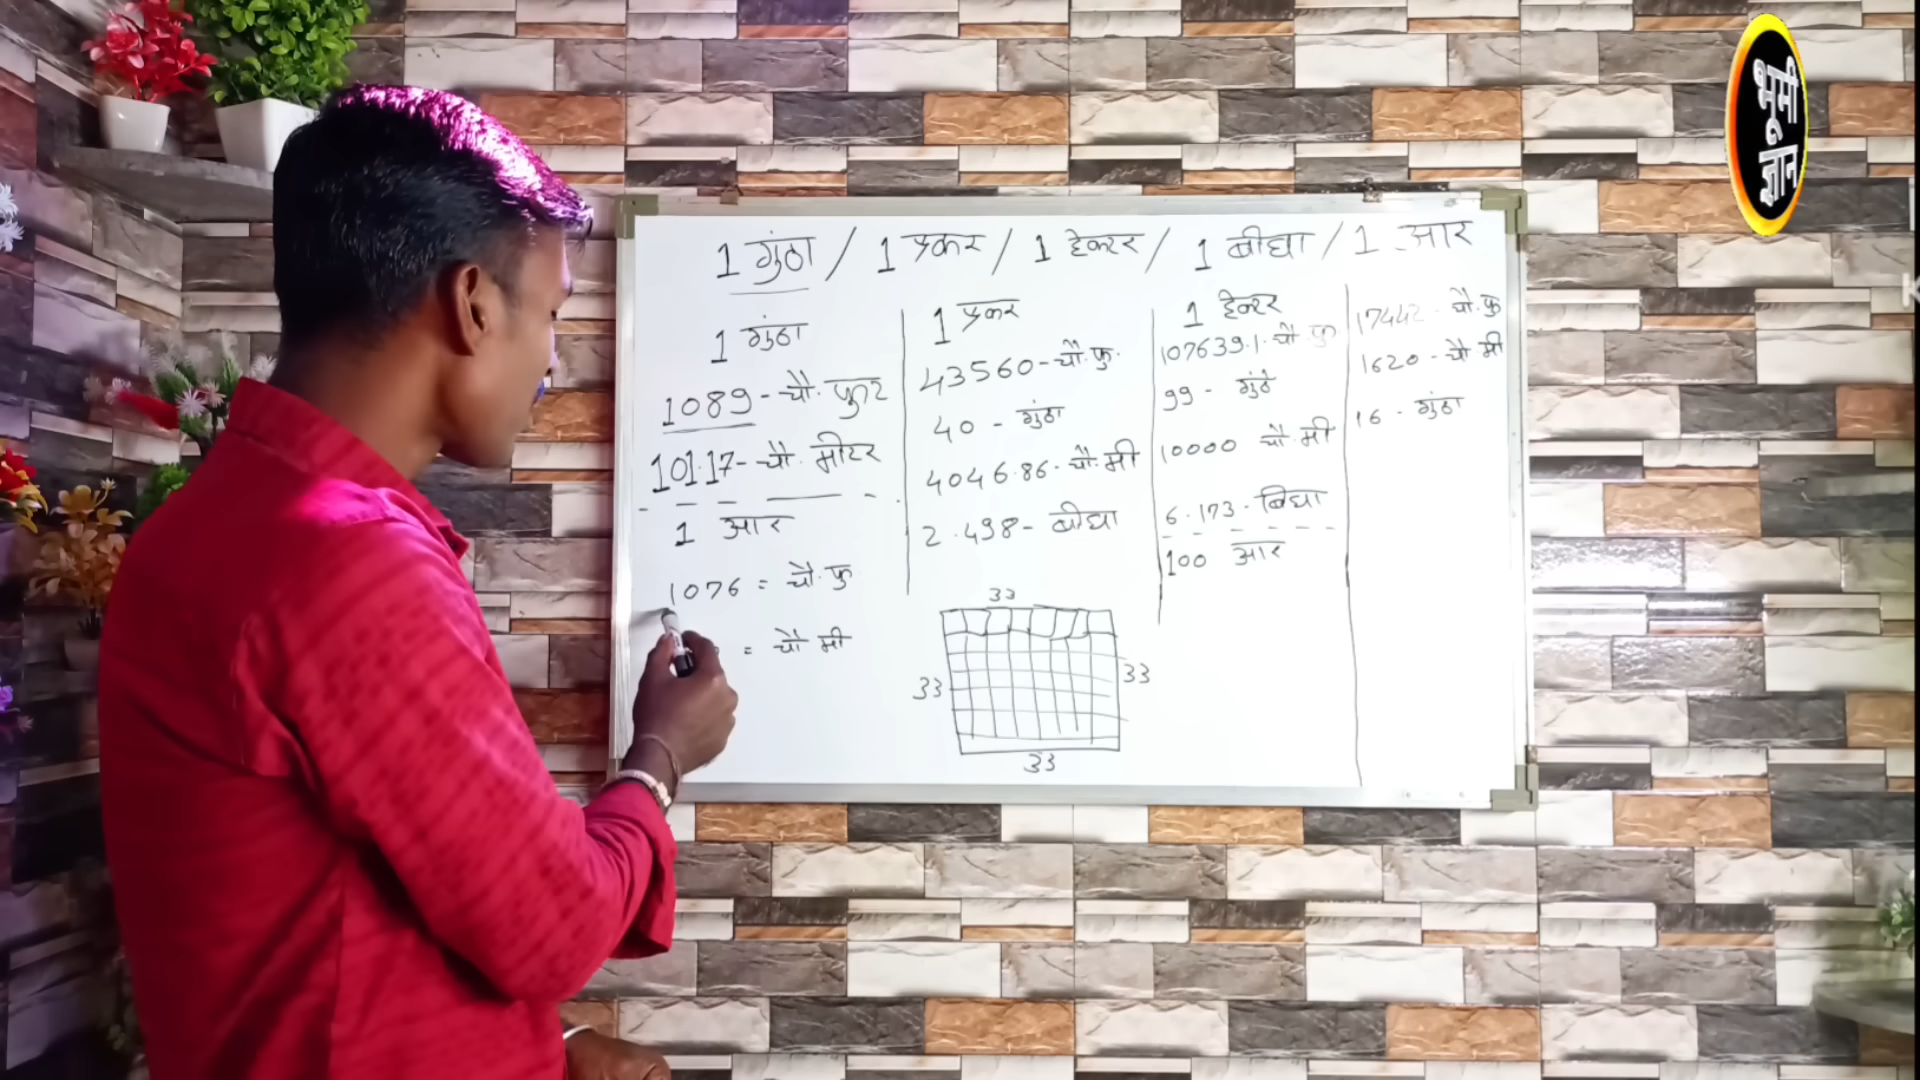 1 गुंठा / 1 एकर / 1 हेक्टर / 1 बीघा / 1 आर
1 गुंठा
1089 - चौ. फुट
101.17 - चौ. मीटर
1 आर
1076 = चौ. फु
= चौ मी
1 एकर
43560 - चौ. फु.
40 - गुंठा
4046.86 - चौ. मी
2.498 - बीघा
33
33
33
33
1 हेक्टर
107639.1 - चौ फु
99 - गुंठे
10000 चौ. मी
6.173 - बिघा
100 आर
17442 - चौ. फु
1620 - चौ मी
16 - गुंठा
भूमी
ज्ञान